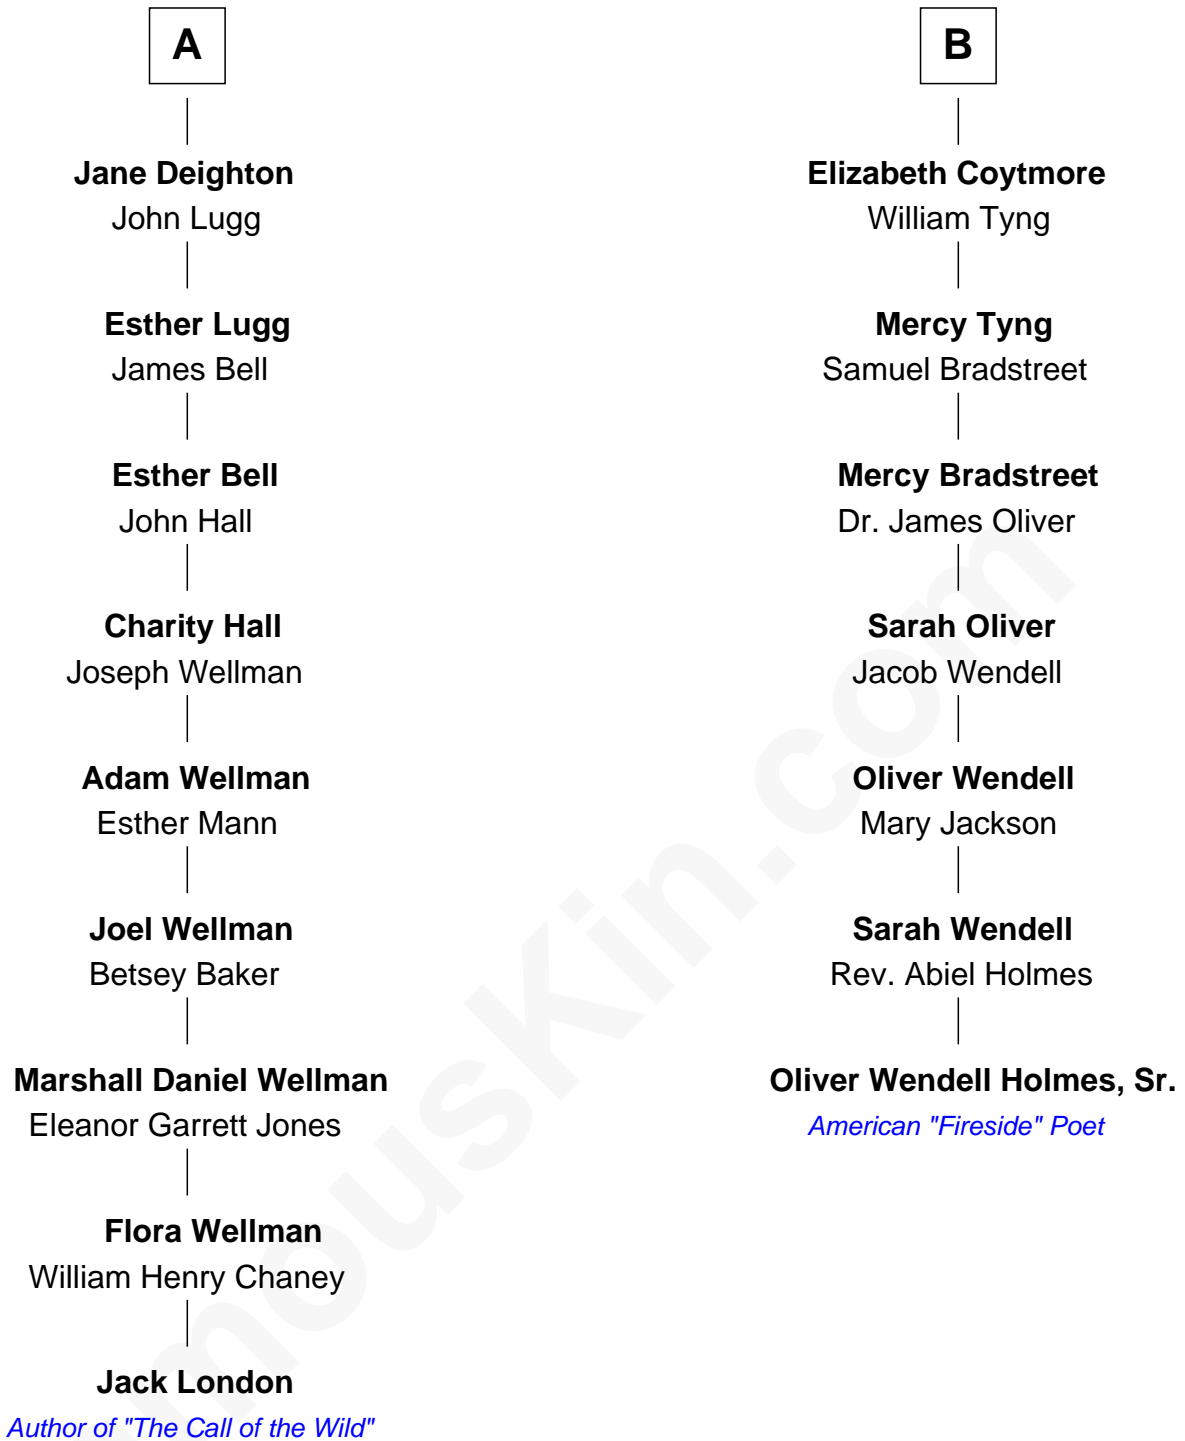 A
Jane Deighton
John Lugg
Esther Lugg
James Bell
Esther Bell
John Hall
Charity Hall
Joseph Wellman
Adam Wellman
Esther Mann
Joel Wellman
Betsey Baker
Marshall Daniel Wellman
Eleanor Garrett Jones
Flora Wellman
William Henry Chaney
Jack London
Author of "The Call of the Wild"
B
Elizabeth Coytmore
William Tyng
Mercy Tyng
Samuel Bradstreet
Mercy Bradstreet
Dr. James Oliver
Sarah Oliver
Jacob Wendell
Oliver Wendell
Mary Jackson
Sarah Wendell
Rev. Abiel Holmes
Oliver Wendell Holmes, Sr.
American "Fireside" Poet
mousKin.com